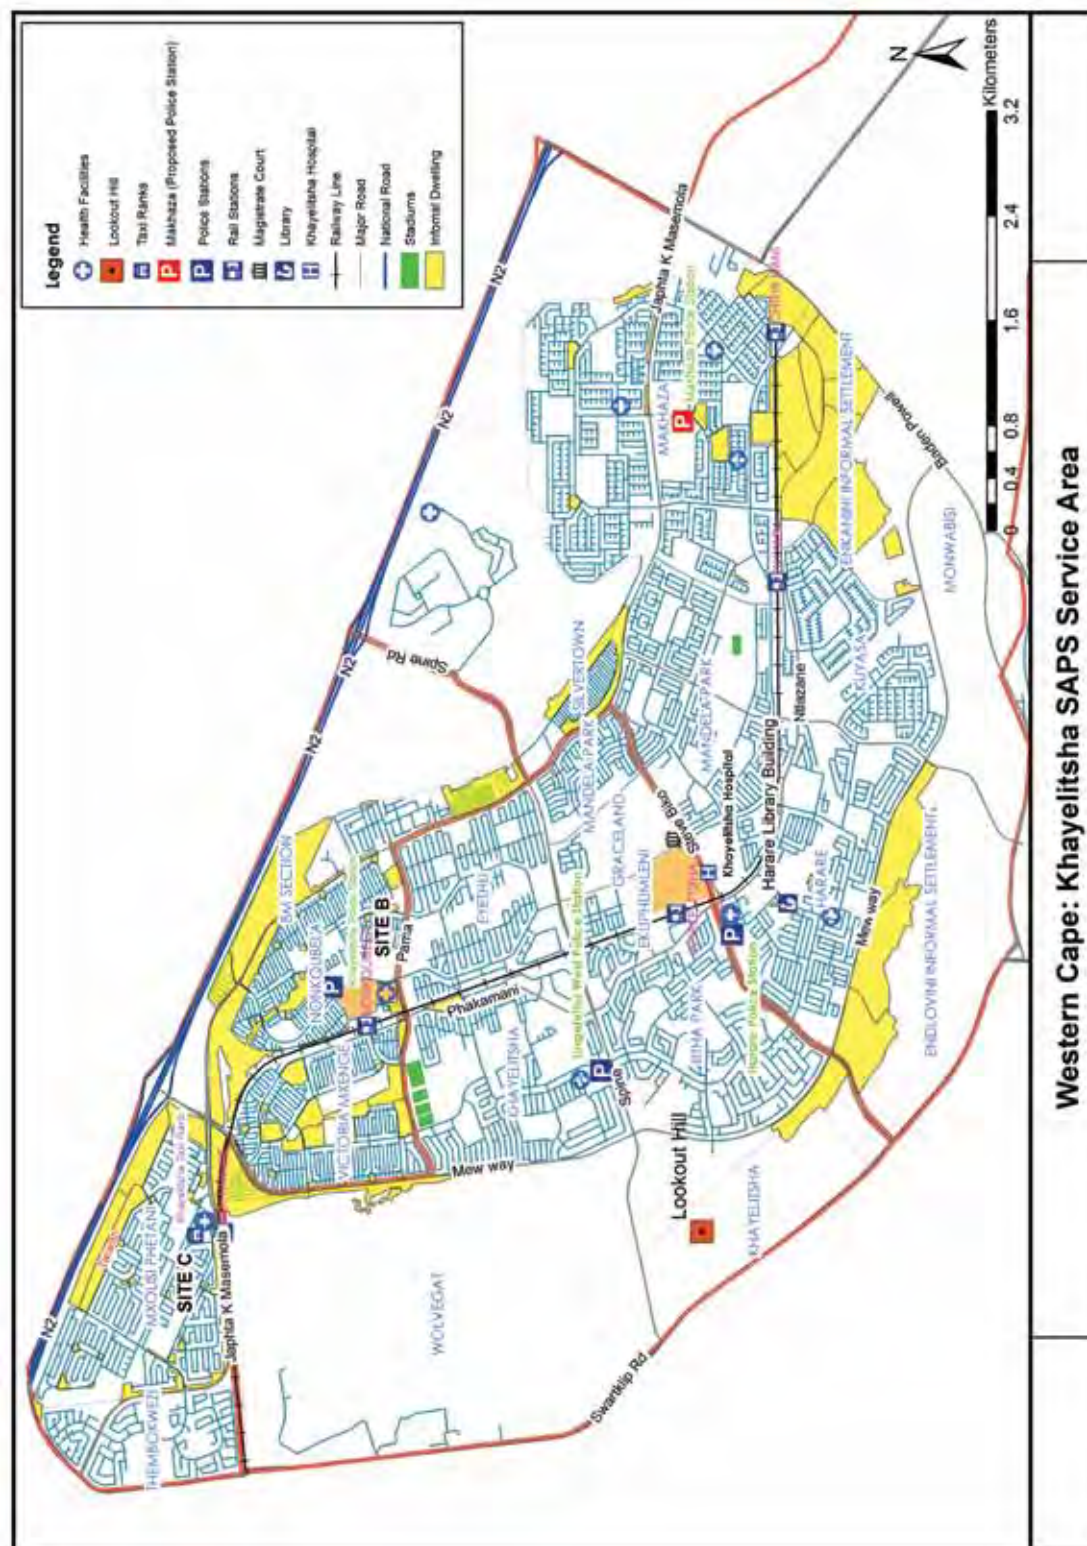 Legend
Health Facilities
Lookout Hill
Taxi Ranks
Makhaza (Proposed Police Station)
Police Stations
Rail Stations
Magistrate Court
Library
Khayelitsha Hospital
Railway Line
Major Road
National Road
Stadiums
Informal Dwelling
N
Kilometers
0 0.4 0.8 1.6 2.4 3.2
N2
N2
N2
N2
N2
N2
THEMBOKWEZI
MXOLISI PHETANI
SITE C
Japhta K Masemola
WOLVEGAT
Swartklip Rd
BM SECTION
NONKQUBELA
SITE B
Pama
VICTORIA MXENGE
EYETHU
Phakamani
KHAYELITSHA
Mew way
Spine
Spine Rd
Lingelethu West Police Station
SILVERTOWN
MANDELA PARK
GRACELAND
EKUPHUMLENI
Steve Biko
Khayelitsha Hospital
MANDELA PARK
Harare Library Building
Ntlazane
ILITHA PARK
Harare Police Station
HARARE
Mew way
KUYASA
Lookout Hill
KHAYELITSHA
ENDLOVINI INFORMAL SETTLEMENT
MAKHAZA
Makhaza Police Station
Japhta K Masemola
ENKANINI INFORMAL SETTLEMENT
Baden Powell
MONWABISI
Western Cape: Khayelitsha SAPS Service Area